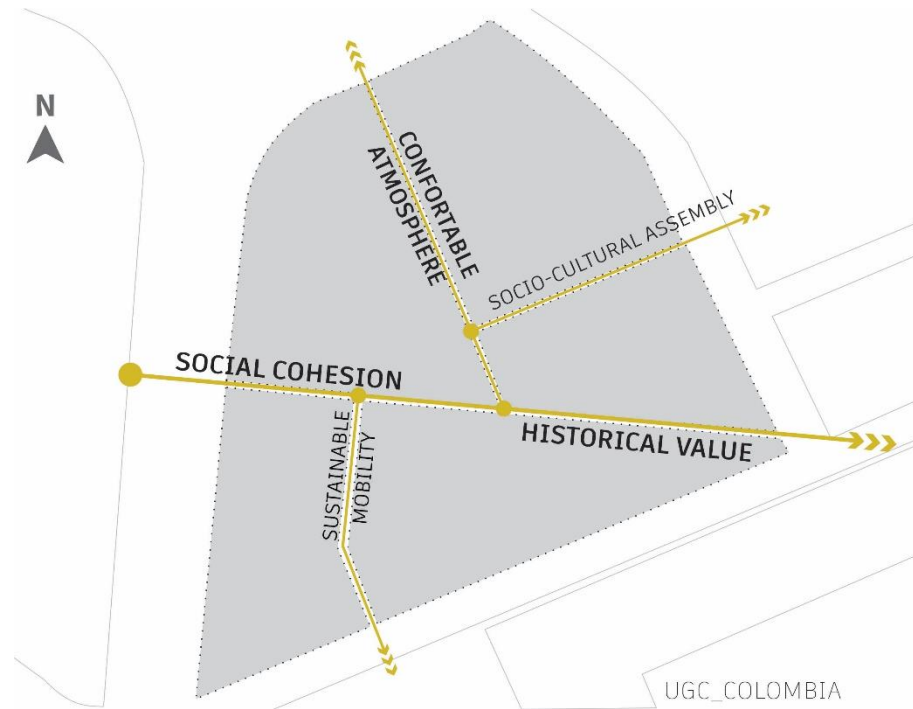 N
CONFORTABLE
ATMOSPHERE
SOCIO-CULTURAL ASSEMBLY
SOCIAL COHESION
HISTORICAL VALUE
SUSTAINABLE
MOBILITY
UGC_COLOMBIA